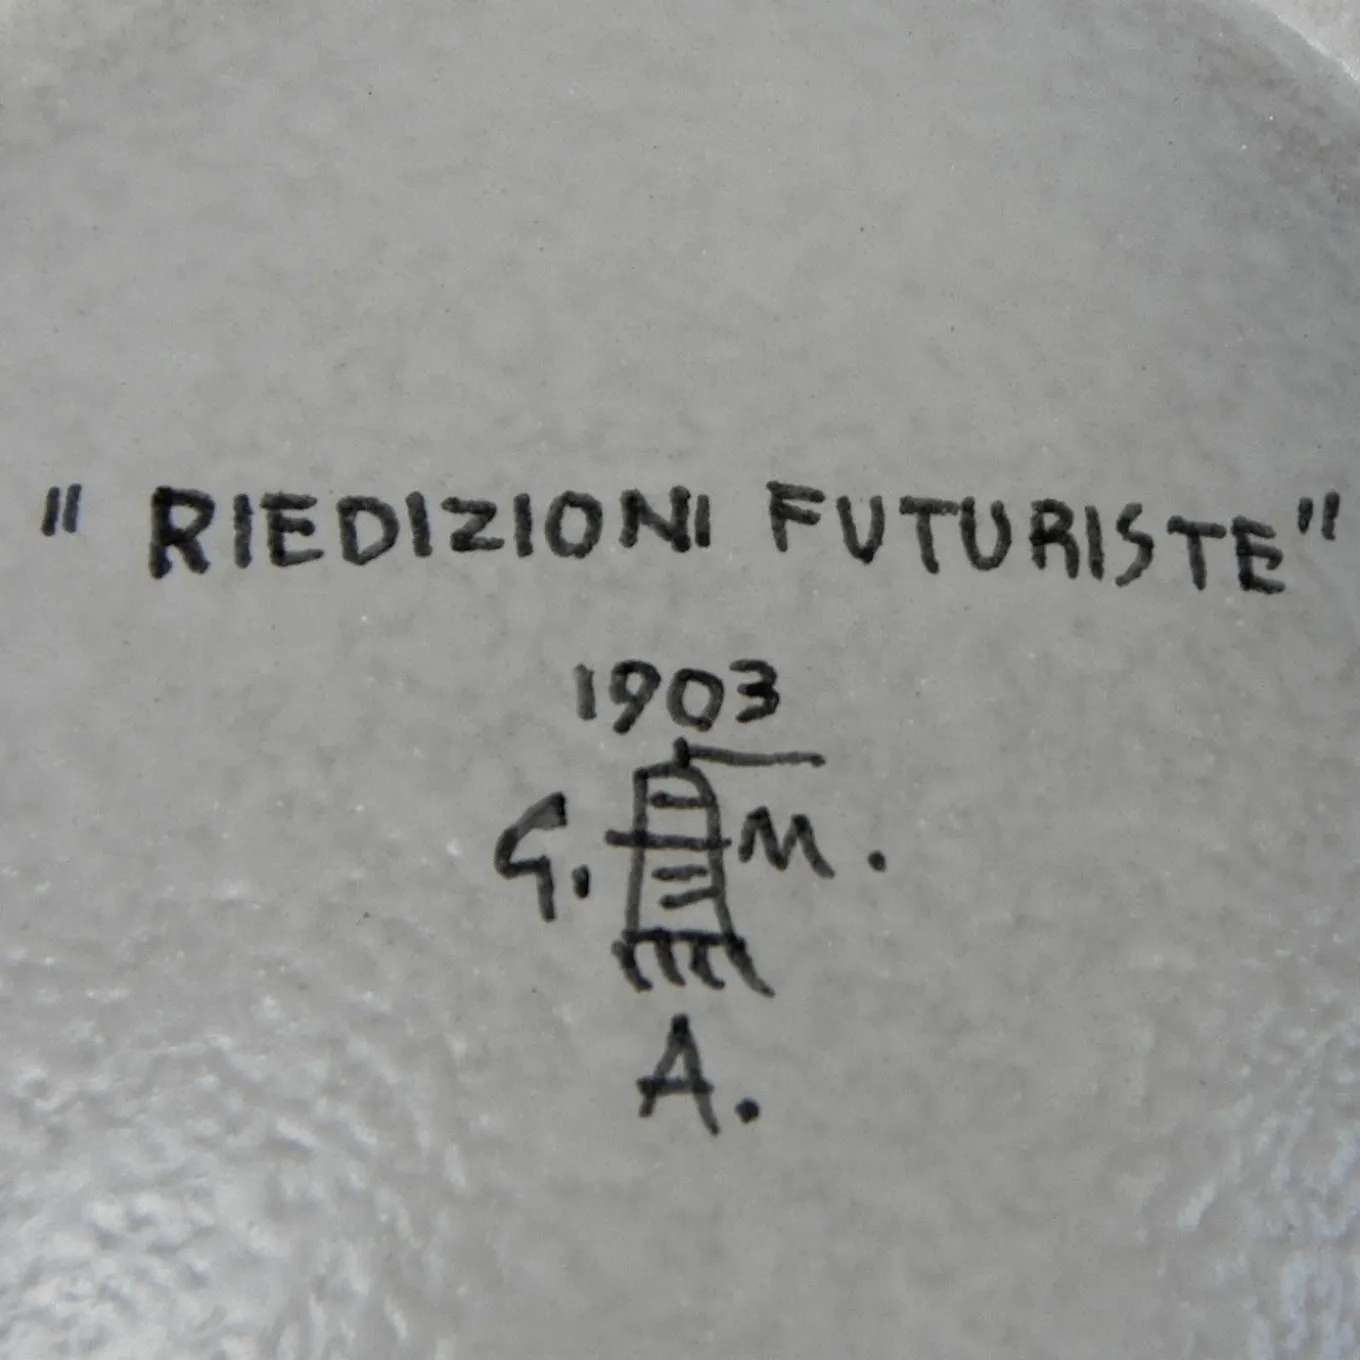 " RIEDIZIONI FUTURISTE "
1903
G. M.
A.